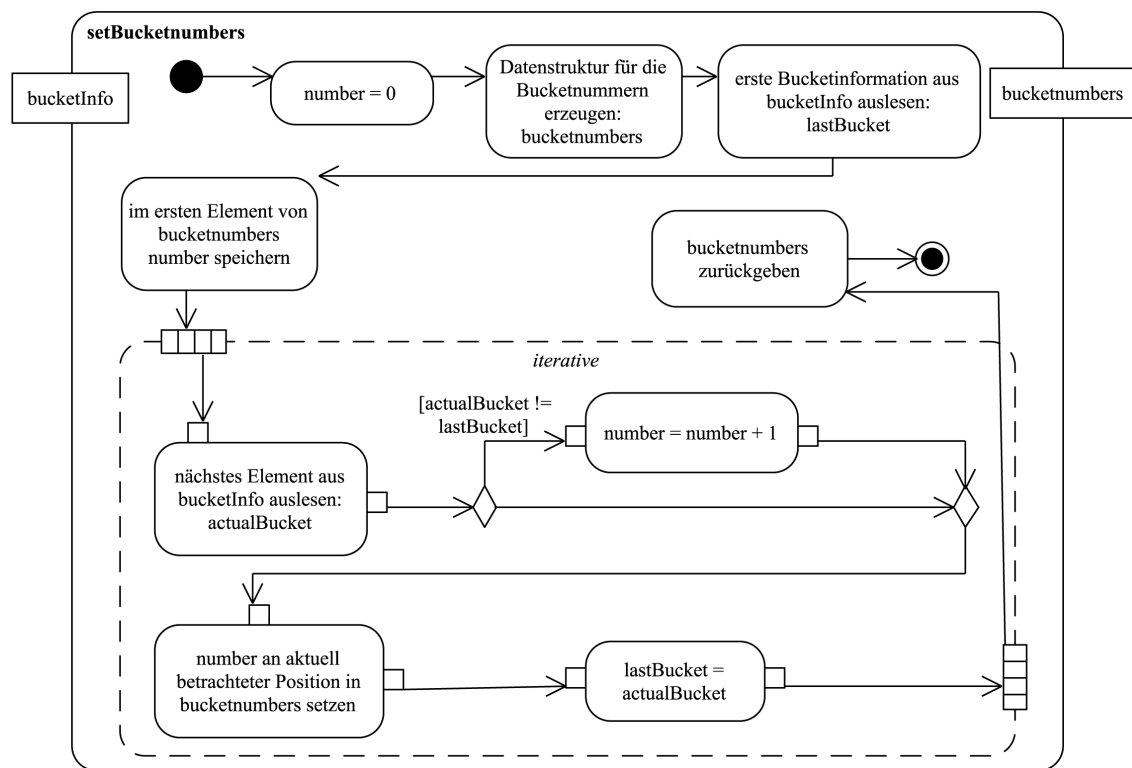 setBucketnumbers
bucketInfo
number = 0
Datenstruktur für die
Bucketnummern
erzeugen:
bucketnumbers
erste Bucketinformation aus
bucketInfo auslesen:
lastBucket
bucketnumbers
im ersten Element von
bucketnumbers
number speichern
bucketnumbers
zurückgeben
iterative
[actualBucket !=
lastBucket]
number = number + 1
nächstes Element aus
bucketInfo auslesen:
actualBucket
number an aktuell
betrachteter Position in
bucketnumbers setzen
lastBucket =
actualBucket